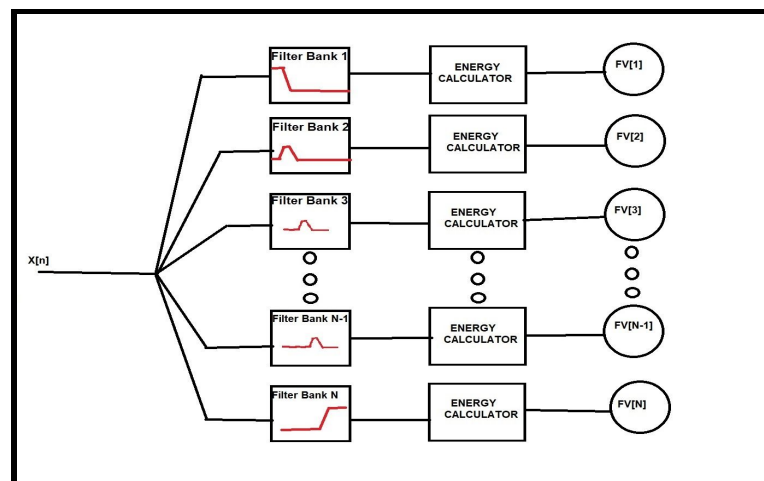 Filter Bank 1
ENERGY
CALCULATOR
FV[1]
Filter Bank 2
ENERGY
CALCULATOR
FV[2]
Filter Bank 3
ENERGY
CALCULATOR
FV[3]
X[n]
Filter Bank N-1
ENERGY
CALCULATOR
FV[N-1]
Filter Bank N
ENERGY
CALCULATOR
FV[N]